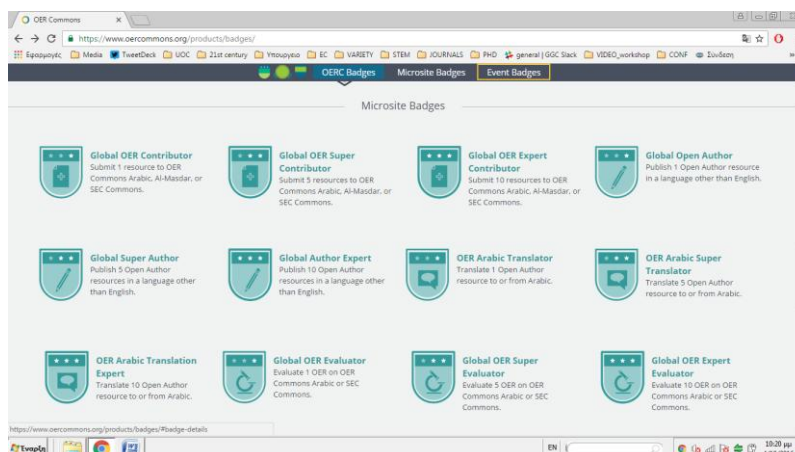 OER Commons
https://www.oercommons.org/products/badges/
Εφαρμογές Media TweetDeck UOC 21st century Υπουργειο EC VARIETY STEM JOURNALS PHD general | GGC Slack VIDEO_workshop CONF Σύνδεση
OERC Badges Microsite Badges Event Badges
Microsite Badges
Global OER Contributor
Submit 1 resource to OER
Commons Arabic, Al-Masdar, or
SEC Commons.
Global OER Super
Contributor
Submit 5 resources to OER
Commons Arabic, Al-Masdar, or
SEC Commons.
Global OER Expert
Contributor
Submit 10 resources to OER
Commons Arabic, Al-Masdar, or
SEC Commons.
Global Open Author
Publish 1 Open Author resource
in a language other than English.
Global Super Author
Publish 5 Open Author
resources in a language other
than English.
Global Author Expert
Publish 10 Open Author
resources in a language other
than English.
OER Arabic Translator
Translate 1 Open Author
resource to or from Arabic.
OER Arabic Super
Translator
Translate 5 Open Author
resource to or from Arabic.
OER Arabic Translation
Expert
Translate 10 Open Author
resource to or from Arabic.
Global OER Evaluator
Evaluate 1 OER on OER
Commons Arabic or SEC
Commons.
Global OER Super
Evaluator
Evaluate 5 OER on OER
Commons Arabic or SEC
Commons.
Global OER Expert
Evaluator
Evaluate 10 OER on OER
Commons Arabic or SEC
Commons.
https://www.oercommons.org/products/badges/#badge-details
Έναρξη
EN
10:20 μμ